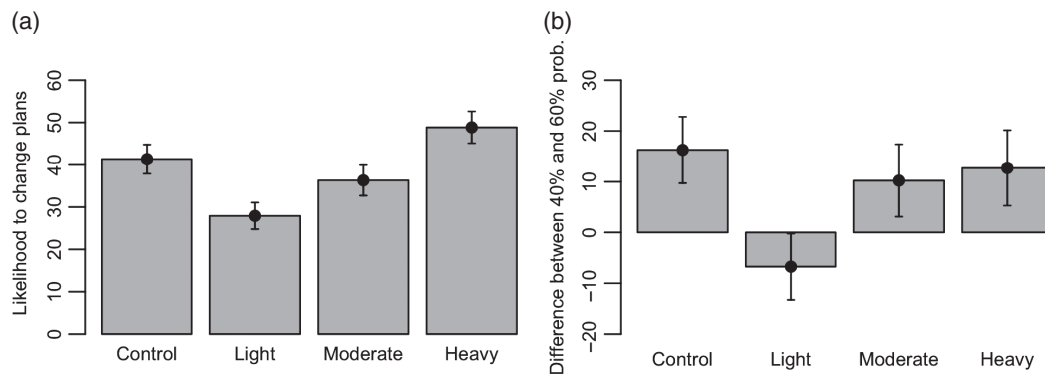 (a)
Likelihood to change plans
60
50
40
30
20
10
0
Control Light Moderate Heavy
(b)
Difference between 40% and 60% prob.
30
20
10
0
−10
−20
Control Light Moderate Heavy